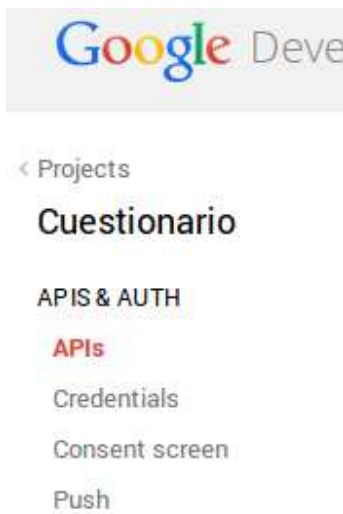 Google Deve
< Projects
Cuestionario
APIS & AUTH
APIs
Credentials
Consent screen
Push